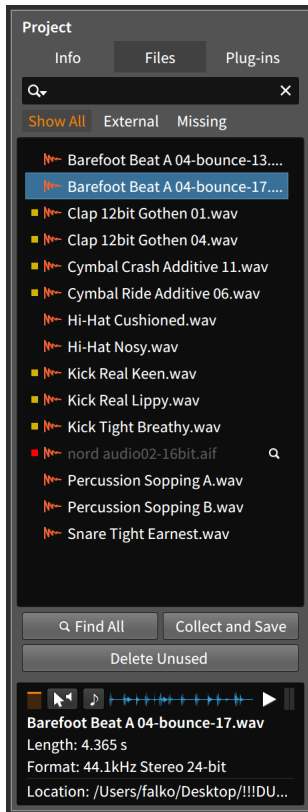 Project
Info Files Plug-ins
Show All External Missing
Barefoot Beat A 04-bounce-13....
Barefoot Beat A 04-bounce-17....
Clap 12bit Gothen 01.wav
Clap 12bit Gothen 04.wav
Cymbal Crash Additive 11.wav
Cymbal Ride Additive 06.wav
Hi-Hat Cushioned.wav
Hi-Hat Nosy.wav
Kick Real Keen.wav
Kick Real Lippy.wav
Kick Tight Breathy.wav
nord audio02-16bit.aif
Percussion Sopping A.wav
Percussion Sopping B.wav
Snare Tight Earnest.wav
Find All Collect and Save
Delete Unused
Barefoot Beat A 04-bounce-17.wav
Length: 4.365 s
Format: 44.1kHz Stereo 24-bit
Location: /Users/falko/Desktop/!!!DU...